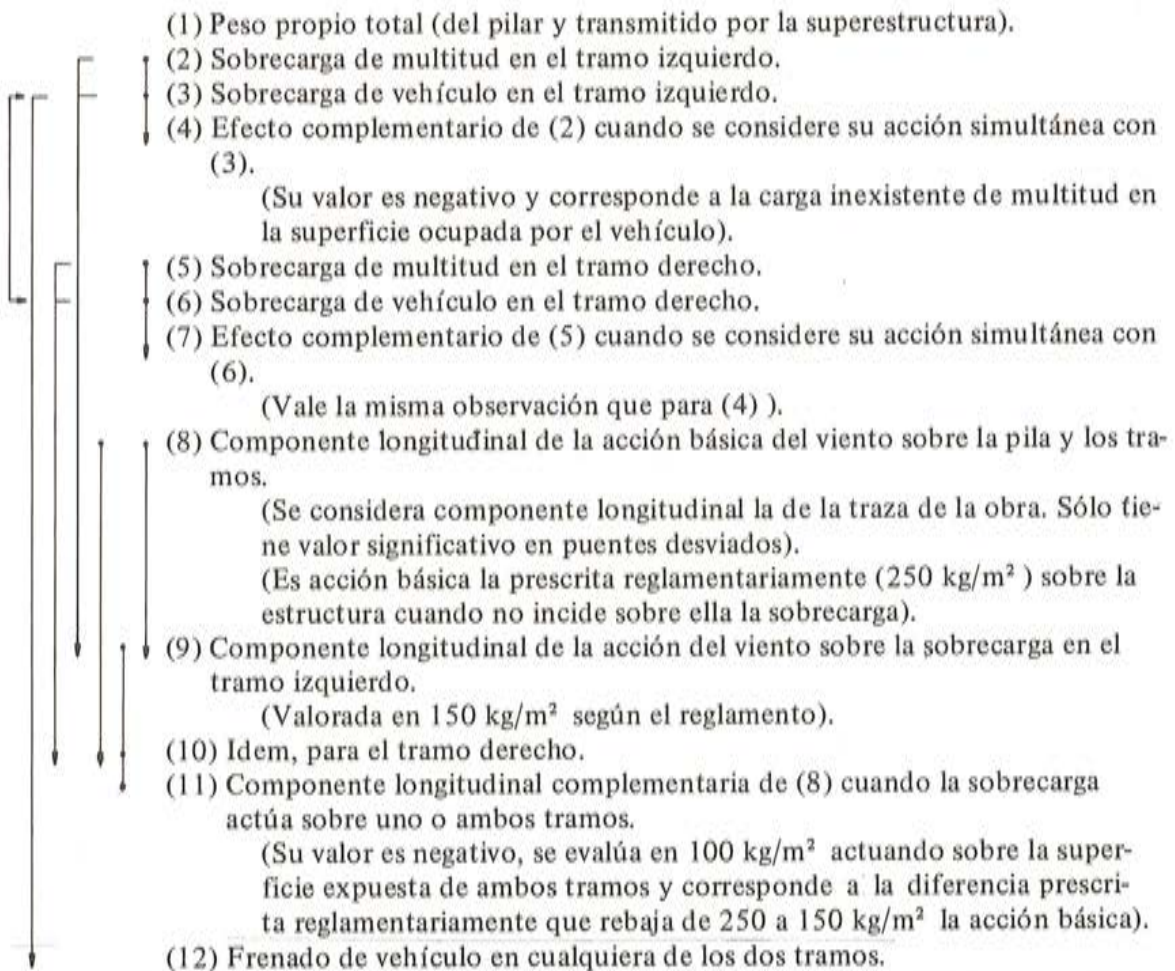 (1) Peso propio total (del pilar y transmitido por la superestructura).
(2) Sobrecarga de multitud en el tramo izquierdo.
(3) Sobrecarga de vehículo en el tramo izquierdo.
(4) Efecto complementario de (2) cuando se considere su acción simultánea con
(3).
(Su valor es negativo y corresponde a la carga inexistente de multitud en
la superficie ocupada por el vehículo).
(5) Sobrecarga de multitud en el tramo derecho.
(6) Sobrecarga de vehículo en el tramo derecho.
(7) Efecto complementario de (5) cuando se considere su acción simultánea con
(6).
(Vale la misma observación que para (4) ).
(8) Componente longitudinal de la acción básica del viento sobre la pila y los tra-
mos.
(Se considera componente longitudinal la de la traza de la obra. Sólo tie-
ne valor significativo en puentes desviados).
(Es acción básica la prescrita reglamentariamente (250 kg/m² ) sobre la
estructura cuando no incide sobre ella la sobrecarga).
(9) Componente longitudinal de la acción del viento sobre la sobrecarga en el
tramo izquierdo.
(Valorada en 150 kg/m² según el reglamento).
(10) Idem, para el tramo derecho.
(11) Componente longitudinal complementaria de (8) cuando la sobrecarga
actúa sobre uno o ambos tramos.
(Su valor es negativo, se evalúa en 100 kg/m² actuando sobre la super-
ficie expuesta de ambos tramos y corresponde a la diferencia prescri-
ta reglamentariamente que rebaja de 250 a 150 kg/m² la acción básica).
(12) Frenado de vehículo en cualquiera de los dos tramos.